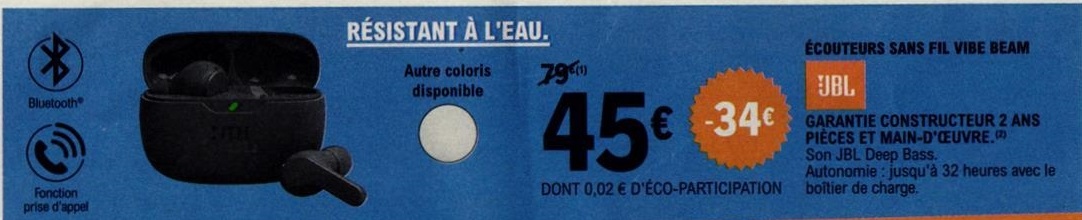 RÉSISTANT À L'EAU.
Bluetooth®
Fonction
prise d'appel
JBL
Autre coloris
disponible
79€(1)
45€
-34€
DONT 0,02 € D'ÉCO-PARTICIPATION
ÉCOUTEURS SANS FIL VIBE BEAM
JBL
GARANTIE CONSTRUCTEUR 2 ANS
PIÈCES ET MAIN-D'ŒUVRE.(2)
Son JBL Deep Bass.
Autonomie : jusqu'à 32 heures avec le
boîtier de charge.